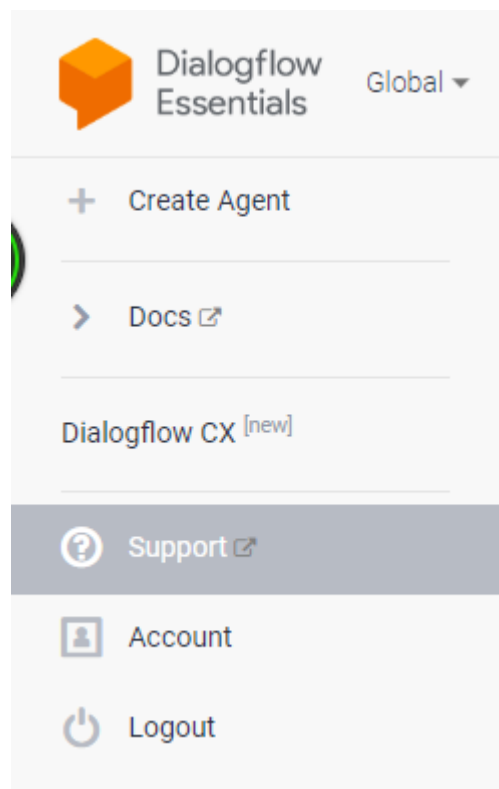 Dialogflow
Essentials
Global
Create Agent
Docs
Dialogflow CX [new]
Support
Account
Logout